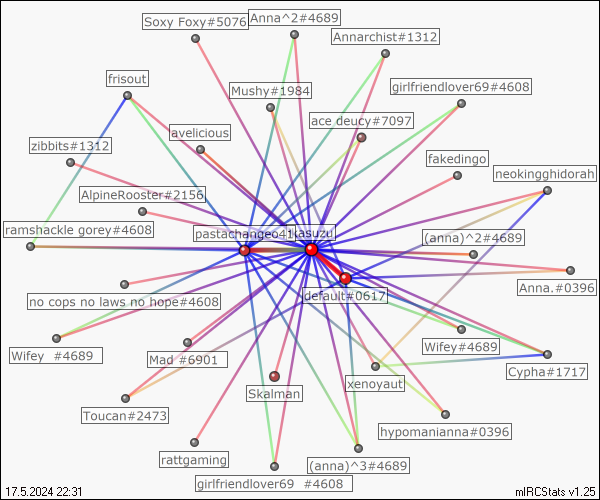 Soxy Foxy#5076
Anna^2#4689
Annarchist#1312
frisout
Mushy#1984
girlfriendlover69#4608
ace deucy#7097
lavelicious
zibbits#1312
fakedingo
neokingghidorah
AlpineRooster#2156
ramshackle gorey#4608
pastachange041
kasuzu
(anna)^2#4689
Anna.#0396
default#0617
no cops no laws no hope#4608
Wifey #4689
Mad #6901
Wifey#4689
Cypha#1717
xenoyaut
Skalman
Toucan#2473
hypomanianna#0396
rattgaming
(anna)^3#4689
girlfriendlover69 #4608
17.5.2024 22:31
mIRCStats v1.25